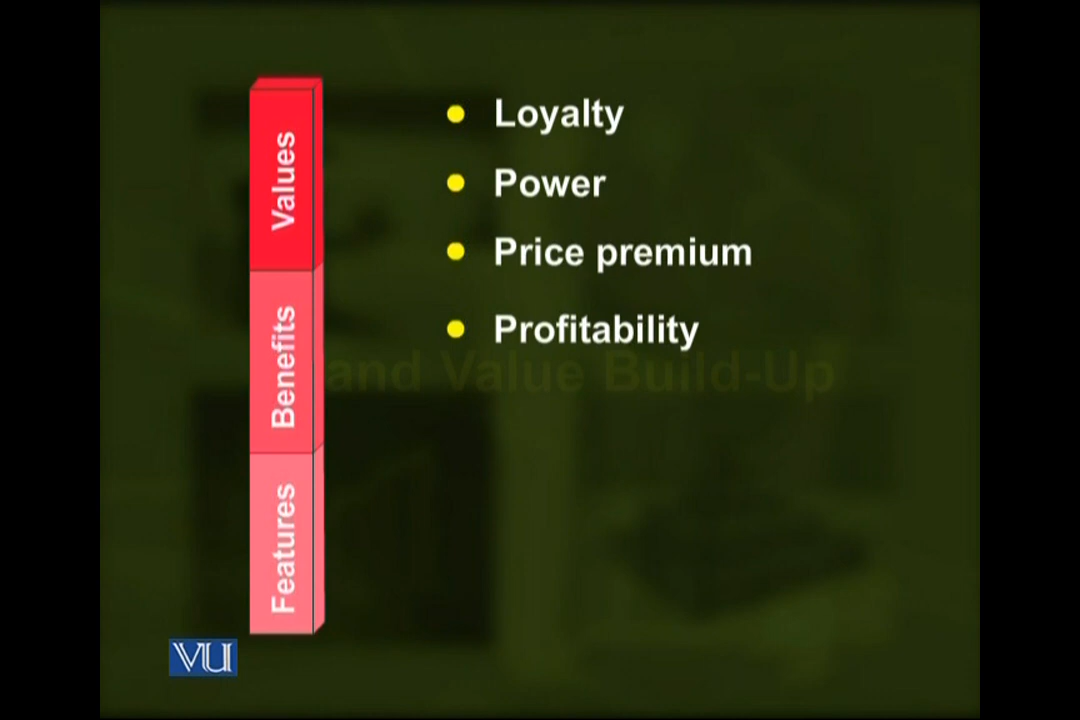 Loyalty
Power
Price premium
Profitability
Values
Benefits
Features
and Value Build-Up
VU